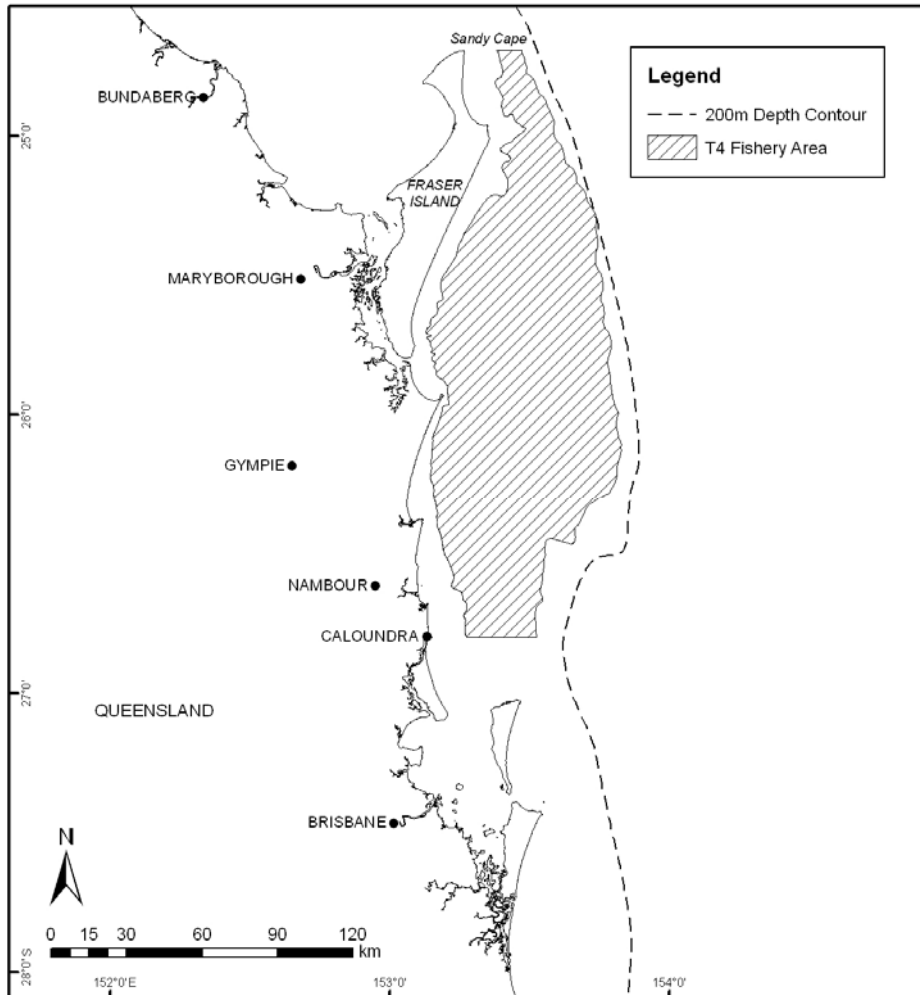 Sandy Cape
Legend
200m Depth Contour
T4 Fishery Area
BUNDABERG
25°0'
FRASER
ISLAND
MARYBOROUGH
26°0'
GYMPIE
NAMBOUR
CALOUNDRA
27°0'
QUEENSLAND
BRISBANE
N
0 15 30 60 90 120
km
28°0'S
152°0'E
153°0'
154°0'